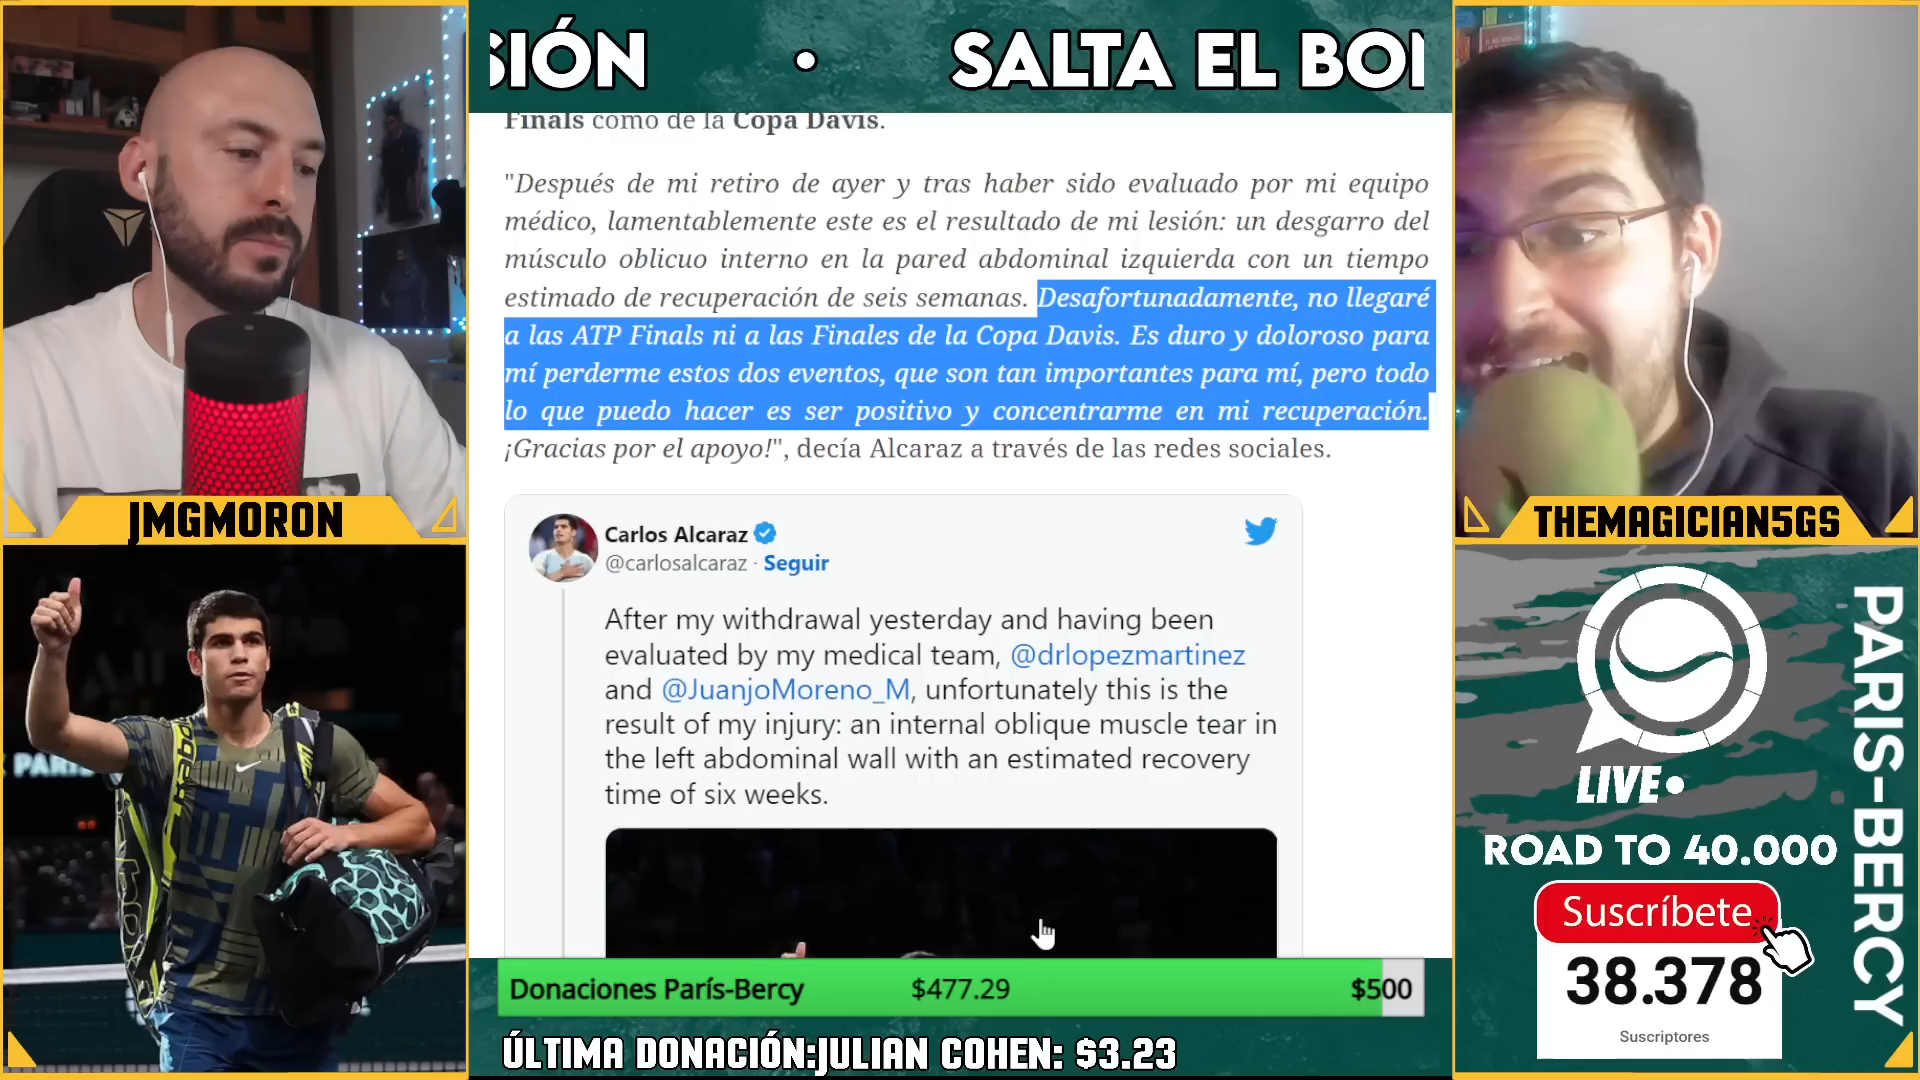 SIÓN • SALTA EL BO
Finals como de la Copa Davis.
"Después de mi retiro de ayer y tras haber sido evaluado por mi equipo
médico, lamentablemente este es el resultado de mi lesión: un desgarro del
músculo oblicuo interno en la pared abdominal izquierda con un tiempo
estimado de recuperación de seis semanas. Desafortunadamente, no llegaré
a las ATP Finals ni a las Finales de la Copa Davis. Es duro y doloroso para
mí perderme estos dos eventos, que son tan importantes para mí, pero todo
lo que puedo hacer es ser positivo y concentrarme en mi recuperación.
¡Gracias por el apoyo!", decía Alcaraz a través de las redes sociales.
Carlos Alcaraz
@carlosalcaraz · Seguir
After my withdrawal yesterday and having been
evaluated by my medical team, @drlopezmartinez
and @JuanjoMoreno_M, unfortunately this is the
result of my injury: an internal oblique muscle tear in
the left abdominal wall with an estimated recovery
time of six weeks.
JMGMORON
THEMAGICIAN5GS
PARIS
LIVE
ROAD TO 40.000
Suscríbete
38.378
Suscriptores
PARIS-BERCY
Donaciones París-Bercy $477.29 $500
ÚLTIMA DONACIÓN:JULIAN COHEN: $3.23